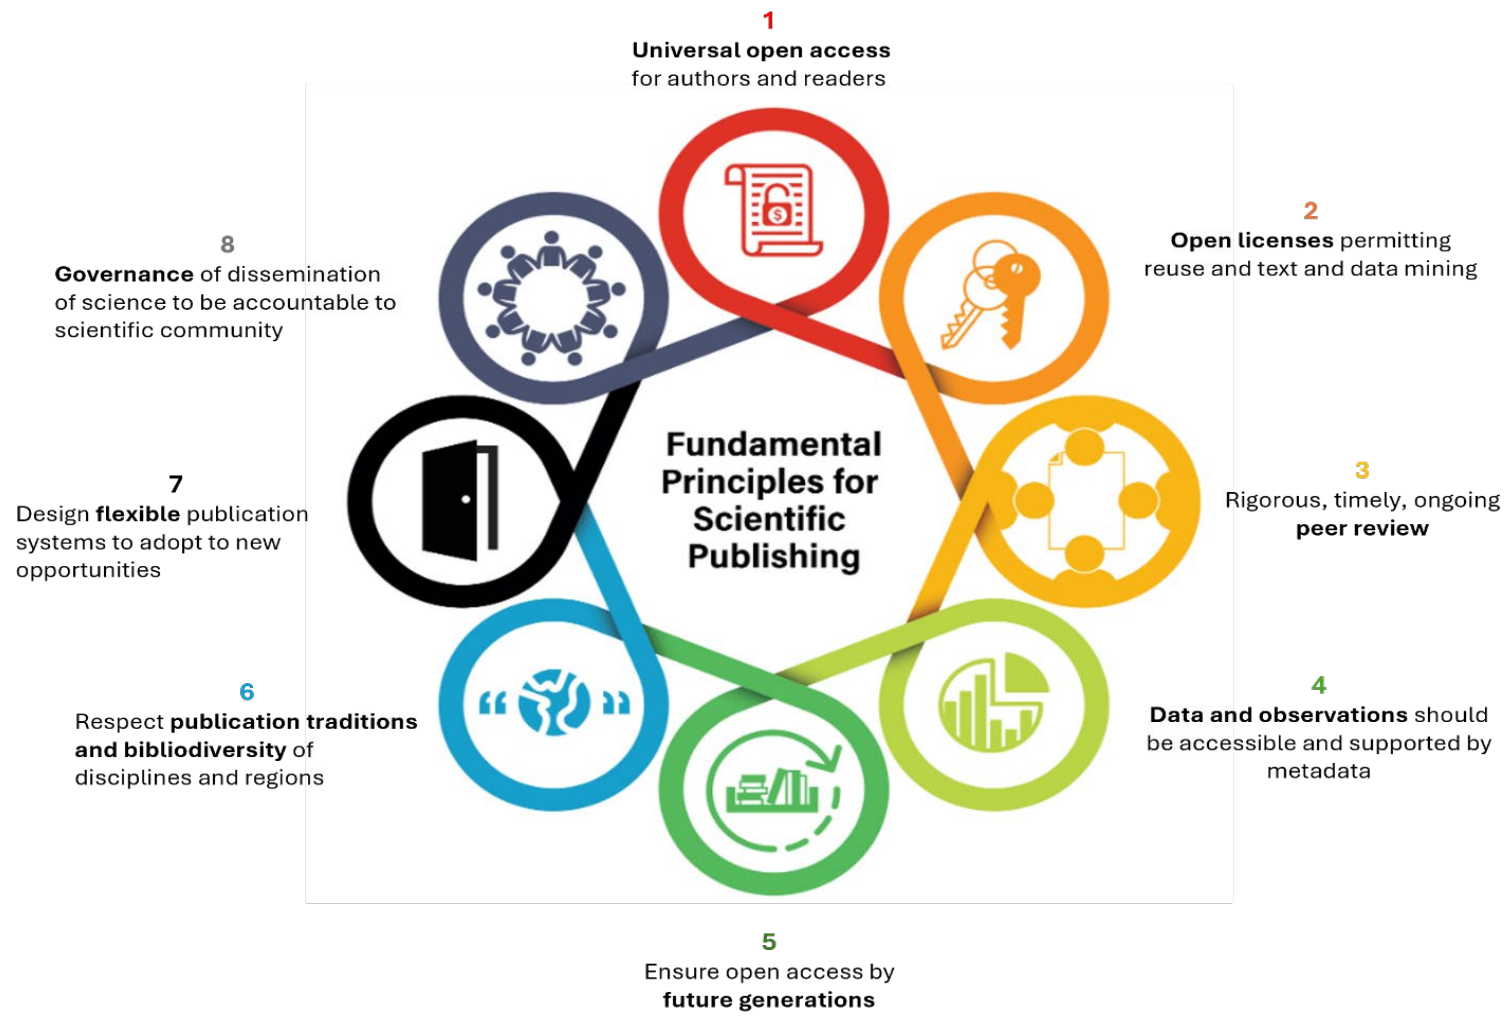 1
Universal open access
for authors and readers
2
Open licenses permitting
reuse and text and data mining
3
Rigorous, timely, ongoing
peer review
4
Data and observations should
be accessible and supported by
metadata
5
Ensure open access by
future generations
6
Respect publication traditions
and bibliodiversity of
disciplines and regions
7
Design flexible publication
systems to adopt to new
opportunities
8
Governance of dissemination
of science to be accountable to
scientific community
Fundamental
Principles for
Scientific
Publishing
$
“ ”